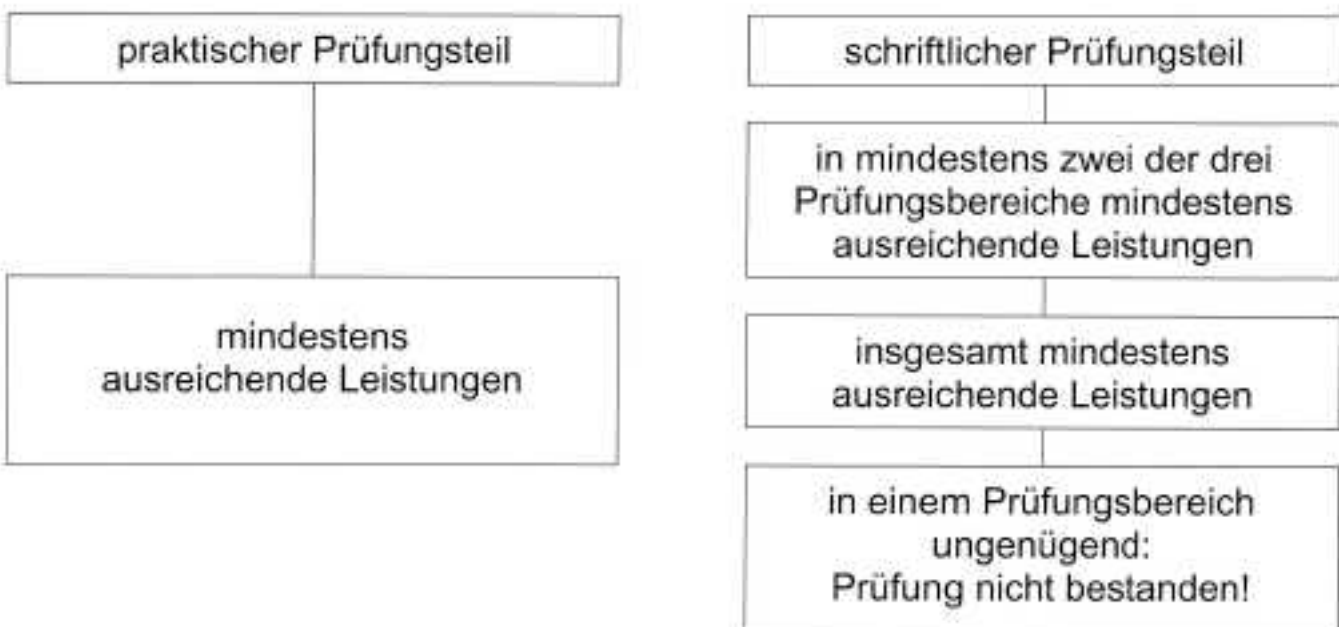 praktischer Prüfungsteil
mindestens
ausreichende Leistungen
schriftlicher Prüfungsteil
in mindestens zwei der drei
Prüfungsbereiche mindestens
ausreichende Leistungen
insgesamt mindestens
ausreichende Leistungen
in einem Prüfungsbereich
ungenügend:
Prüfung nicht bestanden!